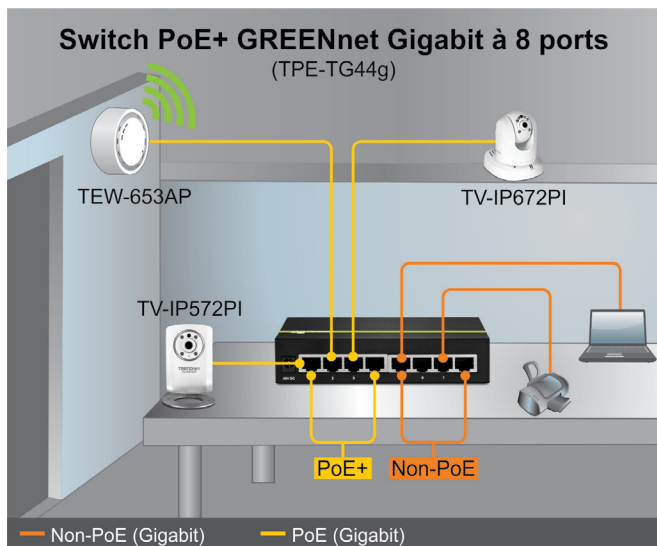 Switch PoE+ GREENnet Gigabit à 8 ports
(TPE-TG44g)
TEW-653AP
TV-IP672PI
TV-IP572PI
TRENDnet
PoE+
Non-PoE
Non-PoE (Gigabit)
PoE (Gigabit)